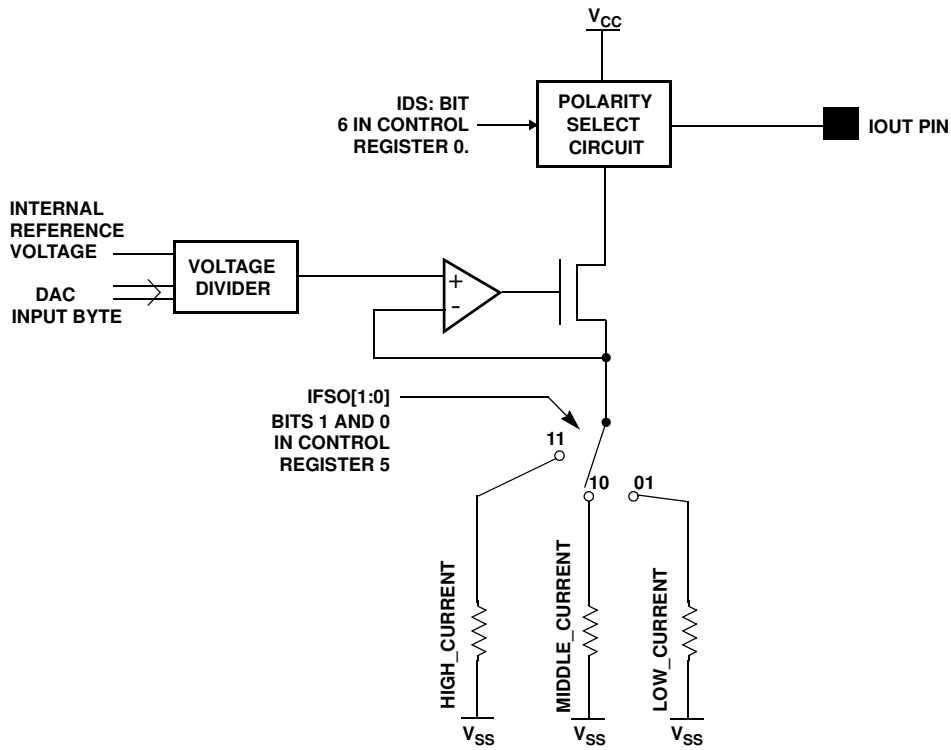 VCC
IDS: BIT
6 IN CONTROL
REGISTER 0.
POLARITY
SELECT
CIRCUIT
IOUT PIN
INTERNAL
REFERENCE
VOLTAGE
DAC
INPUT BYTE
VOLTAGE
DIVIDER
+
-
IFSO[1:0]
BITS 1 AND 0
IN CONTROL
REGISTER 5
11
10
01
HIGH_CURRENT
MIDDLE_CURRENT
LOW_CURRENT
VSS
VSS
VSS